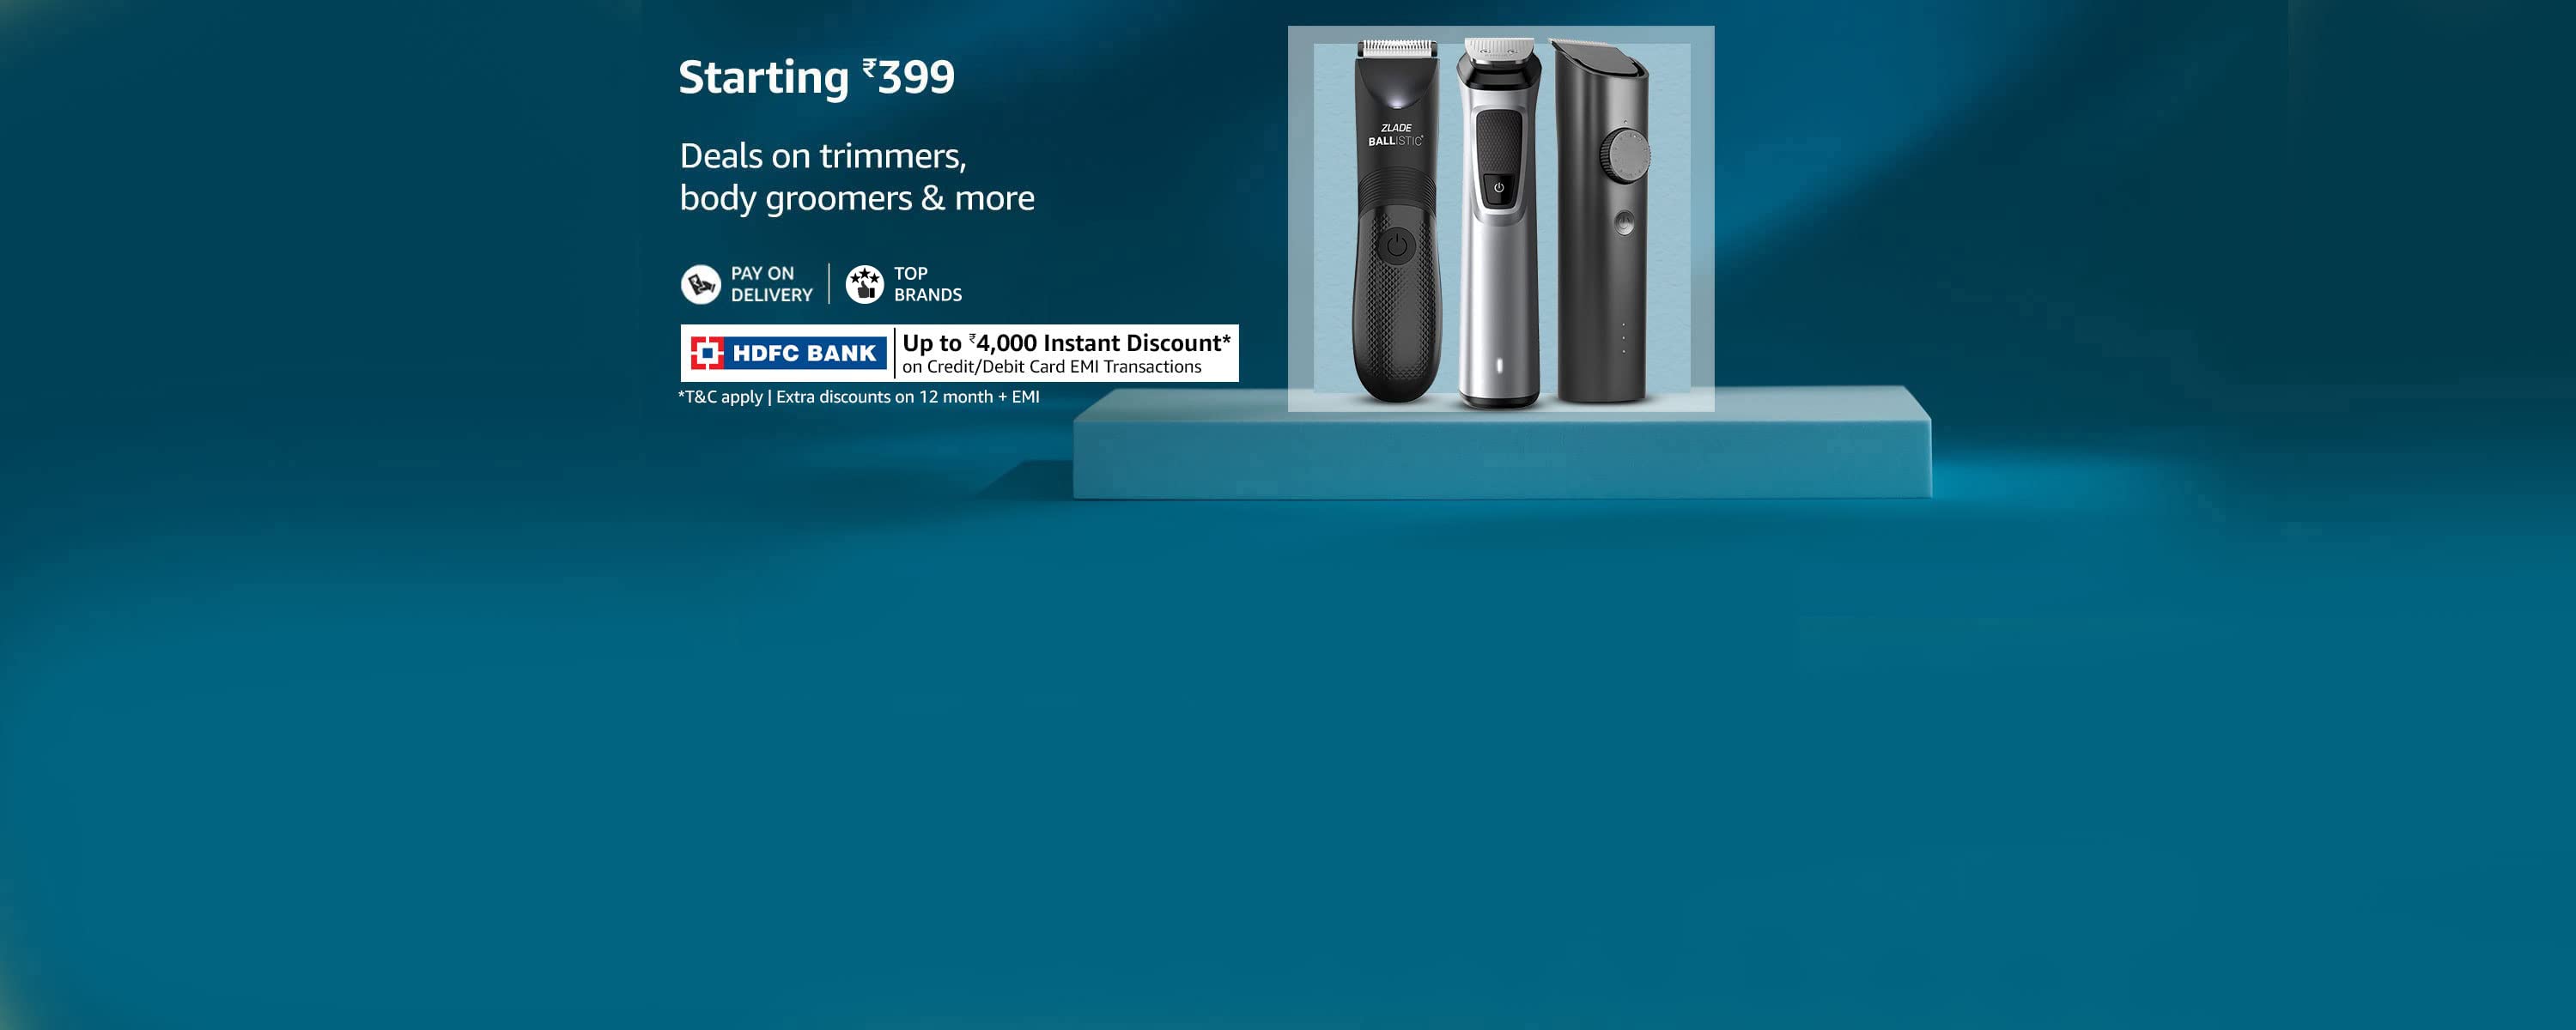 Starting ₹399
Deals on trimmers,
body groomers & more
PAY ON
DELIVERY
TOP
BRANDS
HDFC BANK
Up to ₹4,000 Instant Discount*
on Credit/Debit Card EMI Transactions
*T&C apply | Extra discounts on 12 month + EMI
ZLADE
BALLISTIC